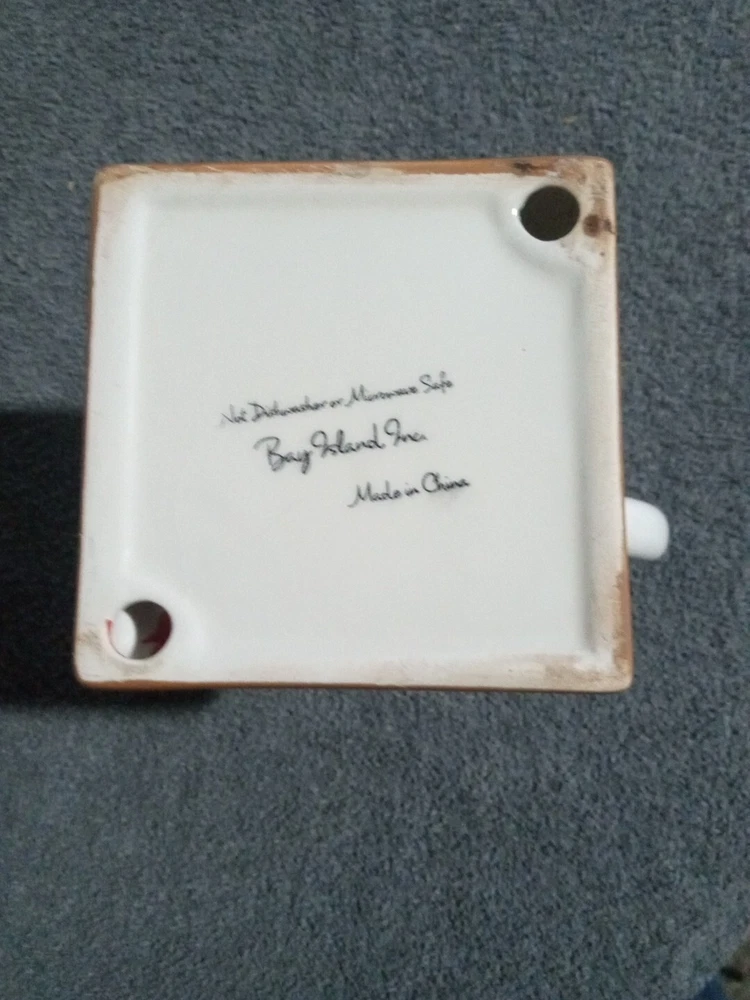 Not Dishwasher or Microwave Safe
Bay Island Inc.
Made in China